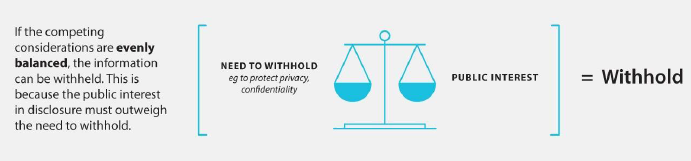 If the competing
considerations are evenly
balanced, the information
can be withheld. This is
because the public interest
in disclosure must outweigh
the need to withhold.
NEED TO WITHHOLD
eg to protect privacy,
confidentiality
PUBLIC INTEREST
= Withhold